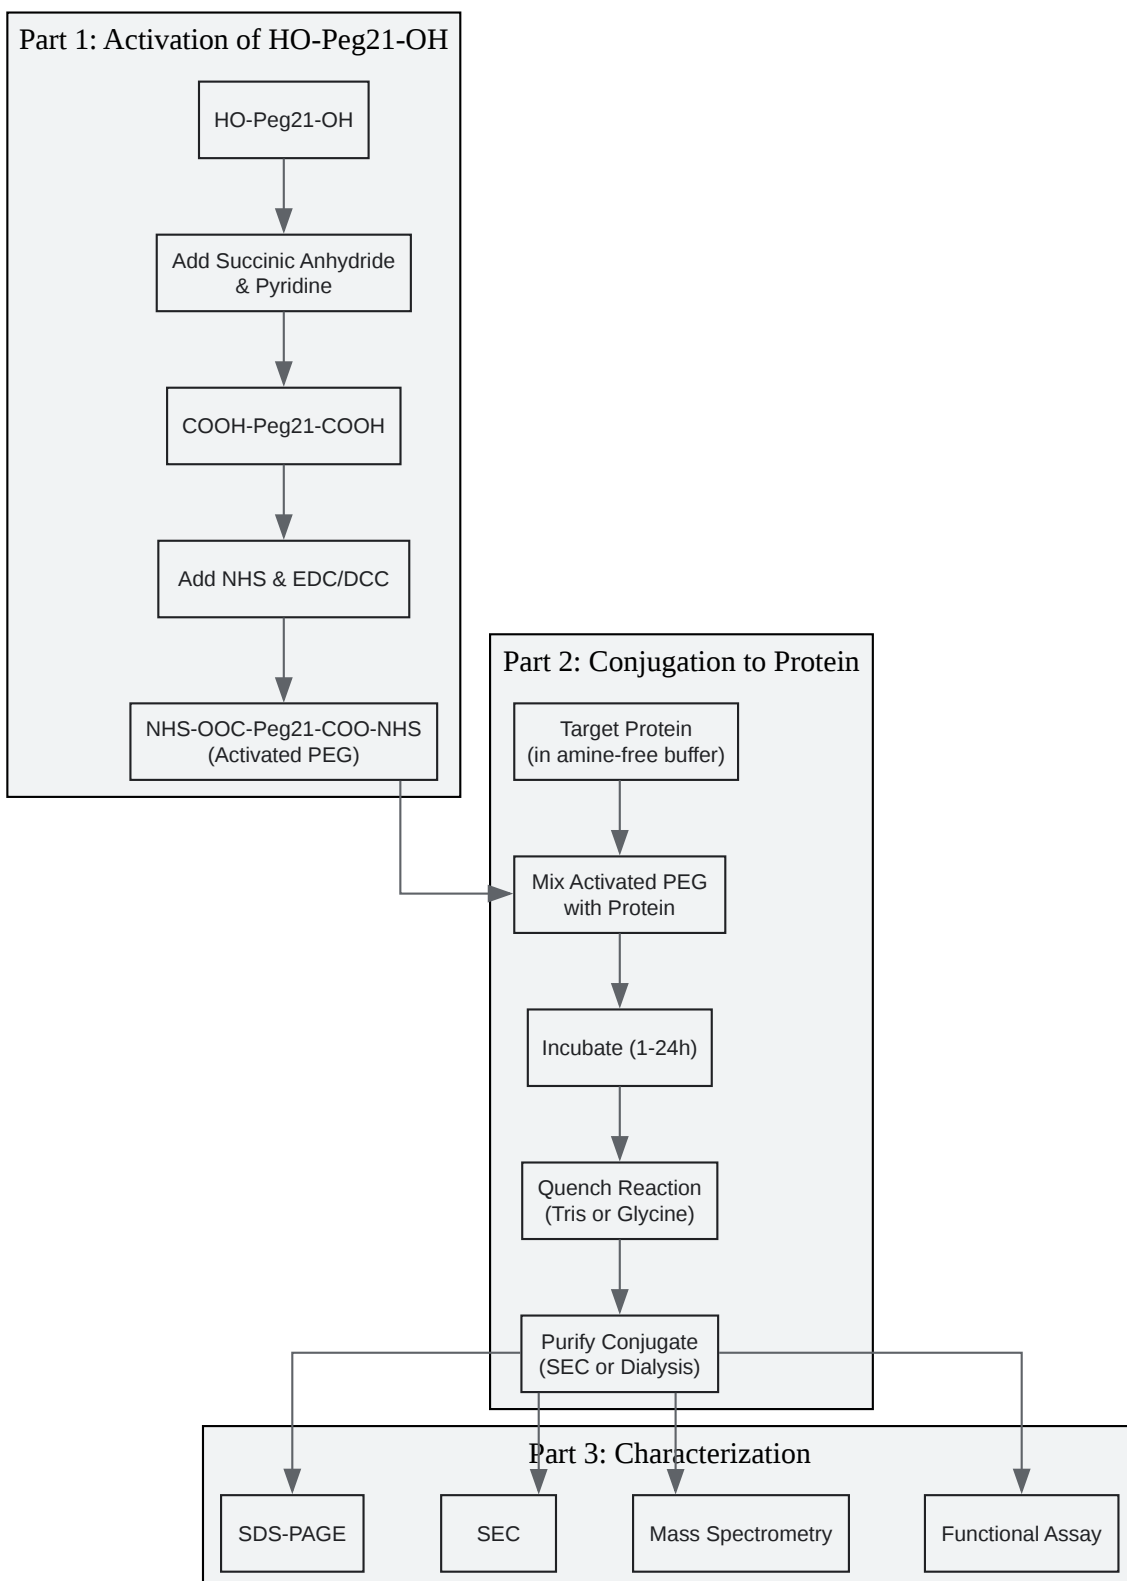 Part 1: Activation of HO-Peg21-OH
HO-Peg21-OH
Add Succinic Anhydride
& Pyridine
COOH-Peg21-COOH
Add NHS & EDC/DCC
NHS-OOC-Peg21-COO-NHS
(Activated PEG)
Part 2: Conjugation to Protein
Target Protein
(in amine-free buffer)
Mix Activated PEG
with Protein
Incubate (1-24h)
Quench Reaction
(Tris or Glycine)
Purify Conjugate
(SEC or Dialysis)
Part 3: Characterization
SDS-PAGE
SEC
Mass Spectrometry
Functional Assay